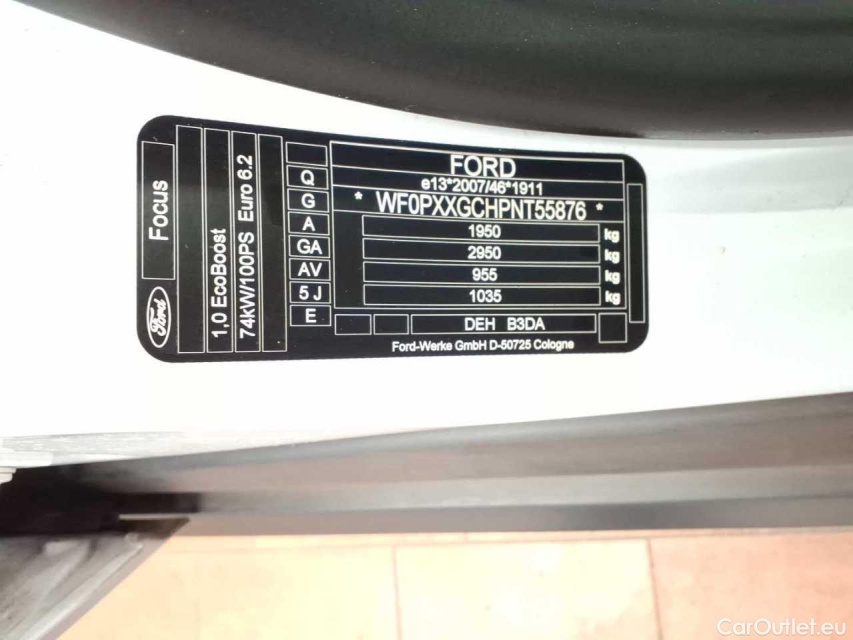 FORD
e13*2007/46*1911
* WF0PXXGCHPNT55876 *
1950 kg
2950 kg
955 kg
1035 kg
DEH B3DA
Ford-Werke GmbH D-50725 Cologne
Q
G
A
GA
AV
5 J
E
Focus
Ford
1,0 EcoBoost
74kW/100PS Euro 6.2
CarOutlet.eu